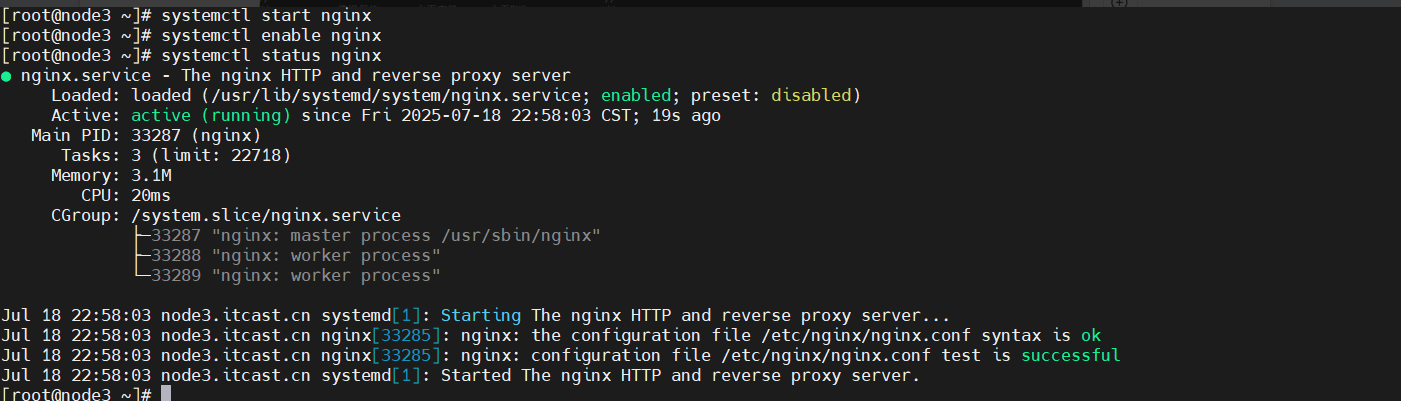 [root@node3 ~]# systemctl start nginx
[root@node3 ~]# systemctl enable nginx
[root@node3 ~]# systemctl status nginx
● nginx.service - The nginx HTTP and reverse proxy server
     Loaded: loaded (/usr/lib/systemd/system/nginx.service; enabled; preset: disabled)
     Active: active (running) since Fri 2025-07-18 22:58:03 CST; 19s ago
   Main PID: 33287 (nginx)
      Tasks: 3 (limit: 22718)
     Memory: 3.1M
        CPU: 20ms
     CGroup: /system.slice/nginx.service
             ├─33287 "nginx: master process /usr/sbin/nginx"
             ├─33288 "nginx: worker process"
             └─33289 "nginx: worker process"
Jul 18 22:58:03 node3.itcast.cn systemd[1]: Starting The nginx HTTP and reverse proxy server...
Jul 18 22:58:03 node3.itcast.cn nginx[33285]: nginx: the configuration file /etc/nginx/nginx.conf syntax is ok
Jul 18 22:58:03 node3.itcast.cn nginx[33285]: nginx: configuration file /etc/nginx/nginx.conf test is successful
Jul 18 22:58:03 node3.itcast.cn systemd[1]: Started The nginx HTTP and reverse proxy server.
[root@node3 ~]#